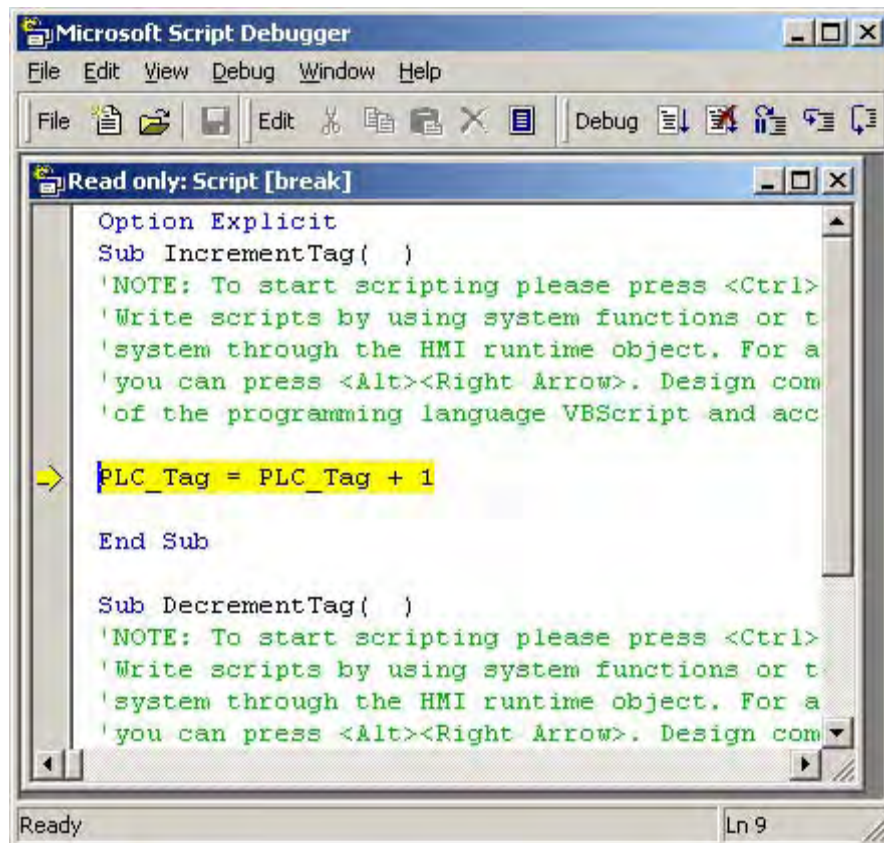 Microsoft Script Debugger
File Edit View Debug Window Help
File Edit Debug
Read only: Script [break]
Option Explicit
Sub IncrementTag( )
'NOTE: To start scripting please press <Ctrl>
'Write scripts by using system functions or t
'system through the HMI runtime object. For a
'you can press <Alt><Right Arrow>. Design com
'of the programming language VBScript and acc
PLC_Tag = PLC_Tag + 1
End Sub
Sub DecrementTag( )
'NOTE: To start scripting please press <Ctrl>
'Write scripts by using system functions or t
'system through the HMI runtime object. For a
'you can press <Alt><Right Arrow>. Design com
Ready Ln 9